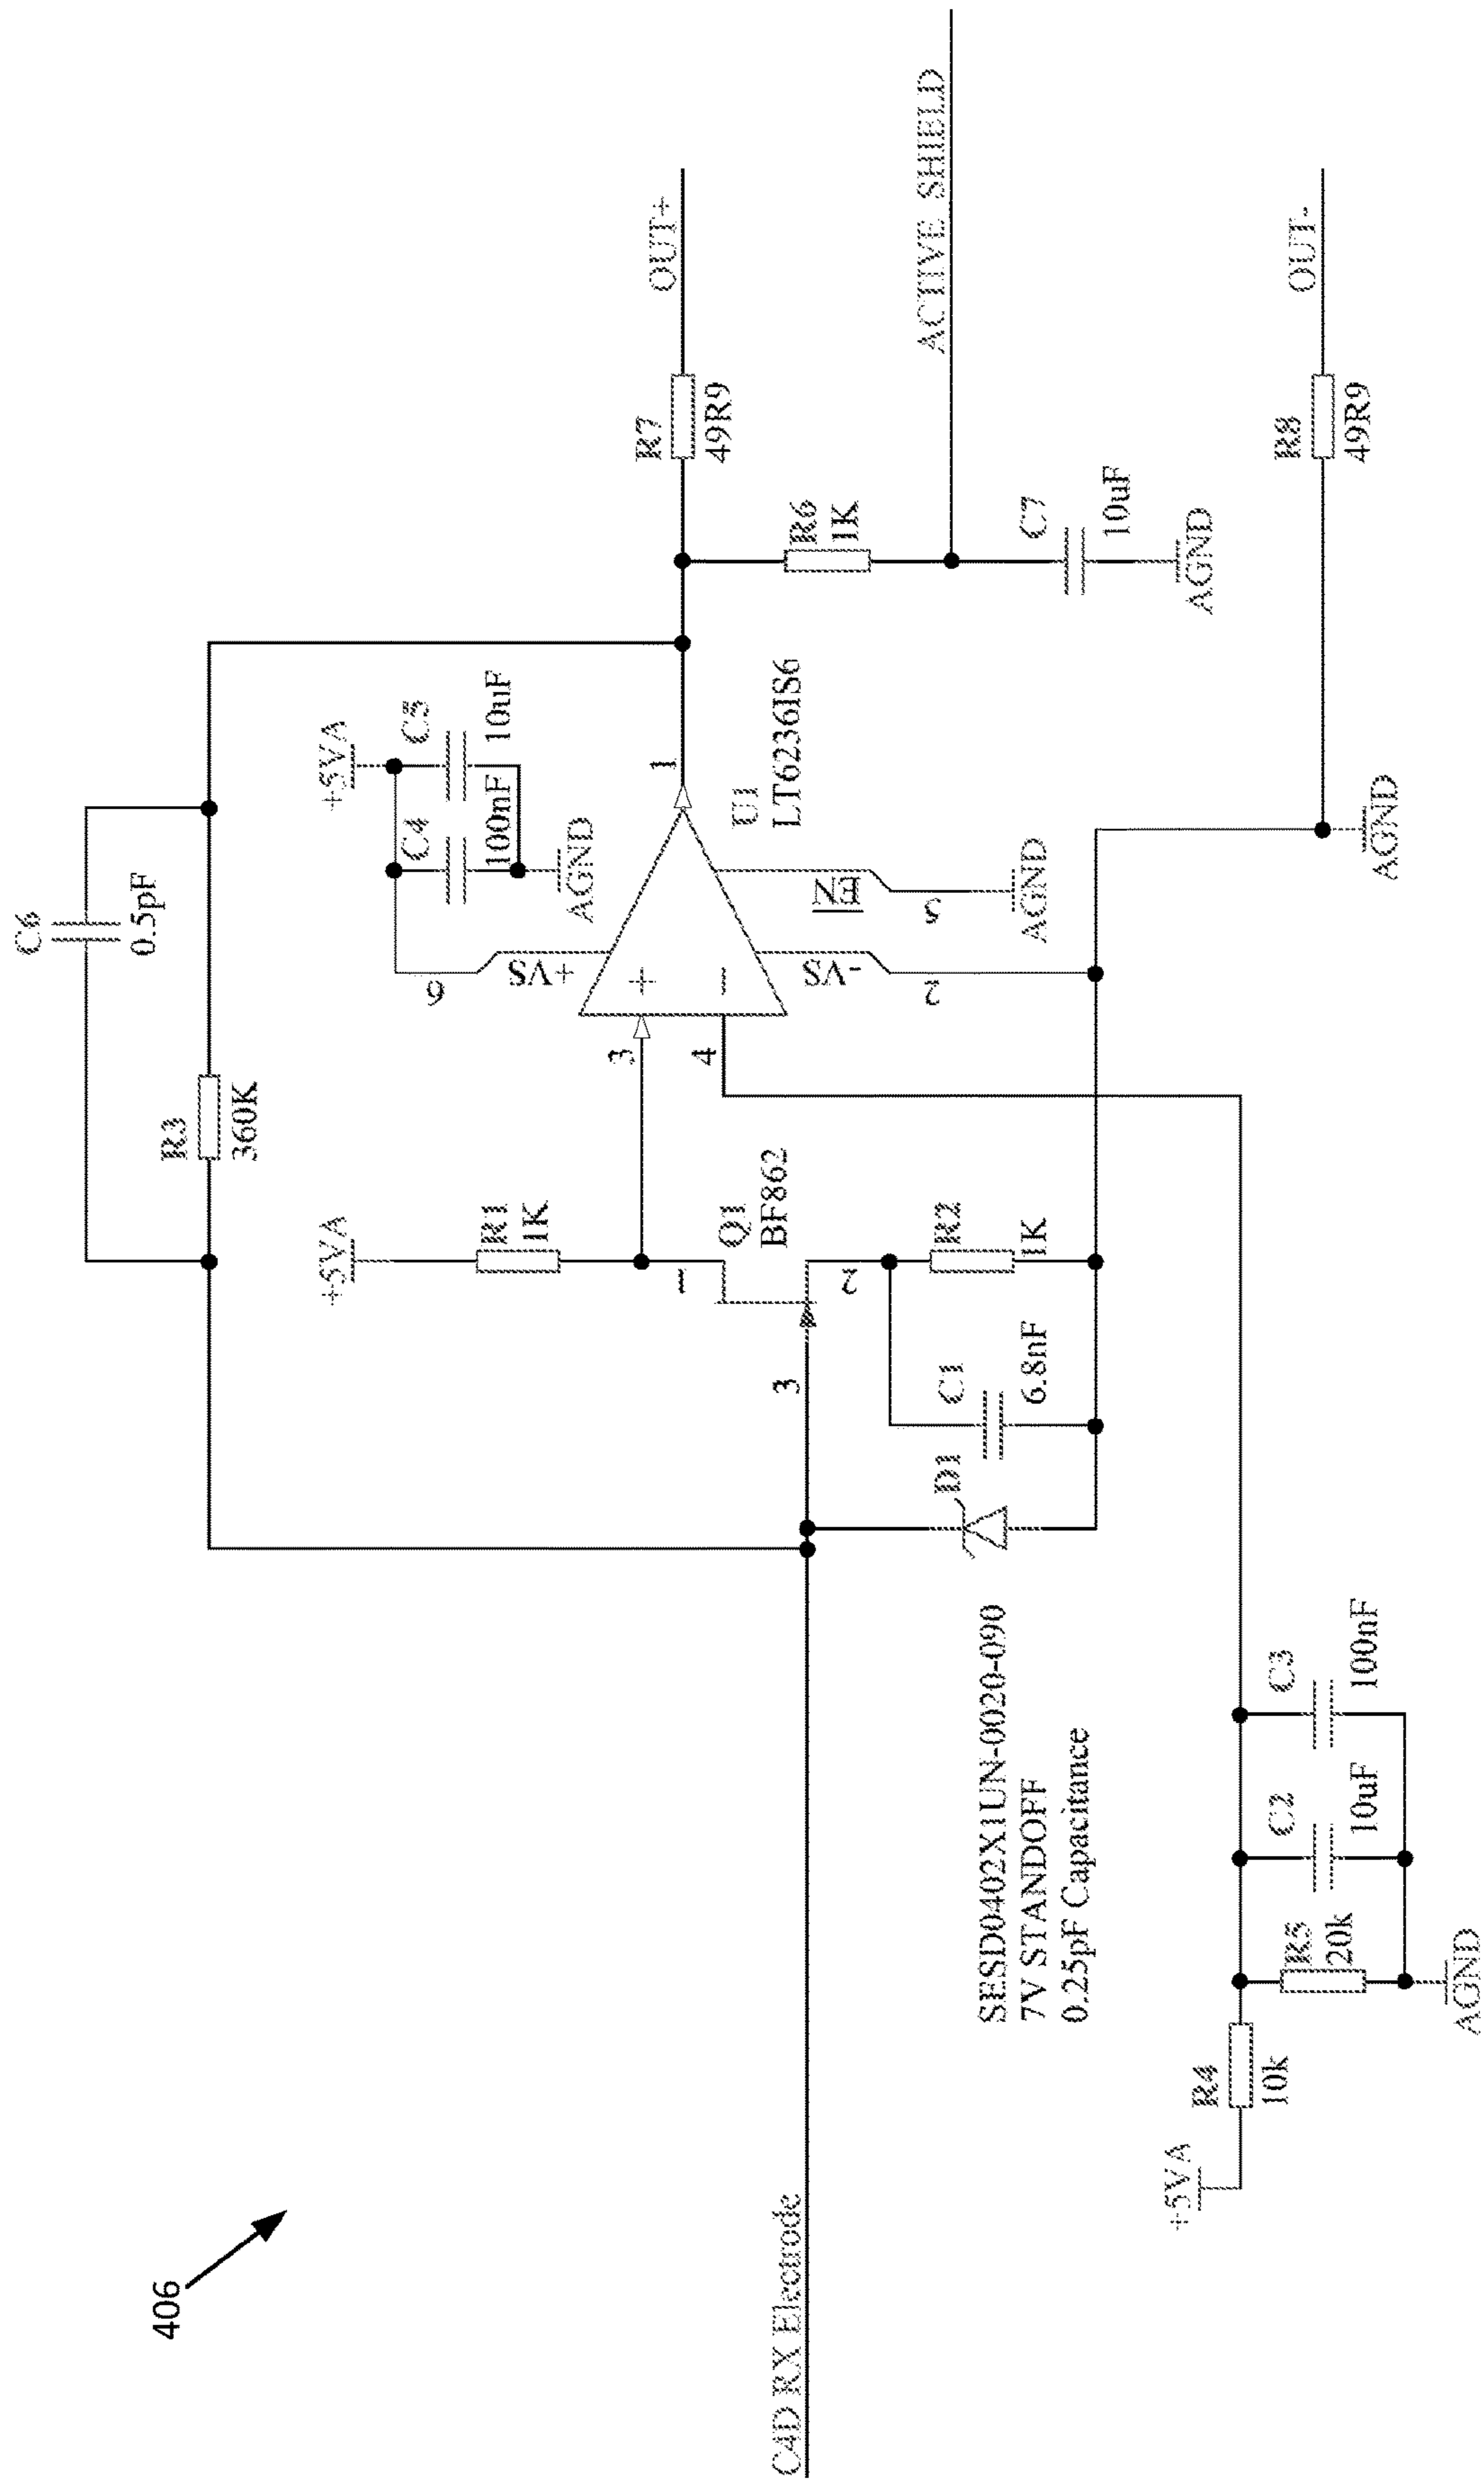 406
C4D RX Electrode
C6
0.5pF
R3
360K
+5VA
R1
1K
1
Q1
BF862
3
2
R2
1K
C1
6.8nF
D1
SESD0402X1UN-0020-090
7V STANDOFF
0.25pF Capacitance
+5VA
R4
10k
R5
20k
C2
10uF
C3
100nF
AGND
+5VA
C5
10uF
C4
100nF
AGND
6
+VS
3
4
+
−
-VS
2
EN
5
AGND
1
U1
LT6236IS6
R7
49R9
OUT+
R6
1K
ACTIVE SHIELD
C7
10uF
AGND
R8
49R9
OUT-
AGND